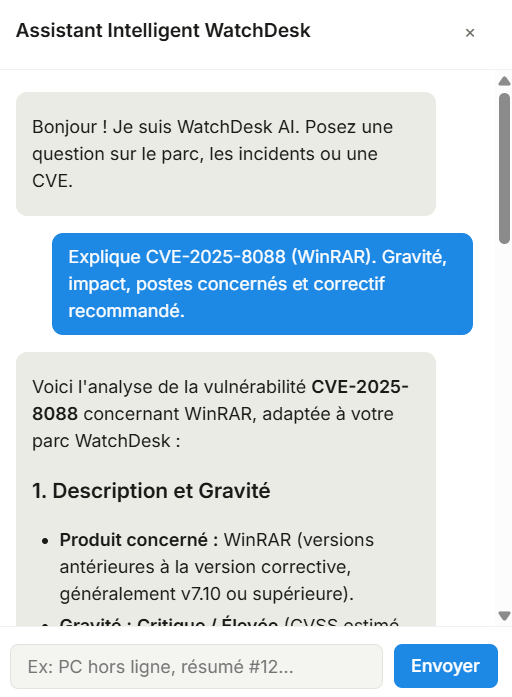 Assistant Intelligent WatchDesk
×
Bonjour ! Je suis WatchDesk AI. Posez une
question sur le parc, les incidents ou une
CVE.
Explique CVE-2025-8088 (WinRAR). Gravité,
impact, postes concernés et correctif
recommandé.
Voici l'analyse de la vulnérabilité CVE-2025-
8088 concernant WinRAR, adaptée à votre
parc WatchDesk :
1. Description et Gravité
• Produit concerné : WinRAR (versions
antérieures à la version corrective,
généralement v7.10 ou supérieure).
• Gravité : Critique / Élevée (CVSS estimé
Ex: PC hors ligne, résumé #12...
Envoyer